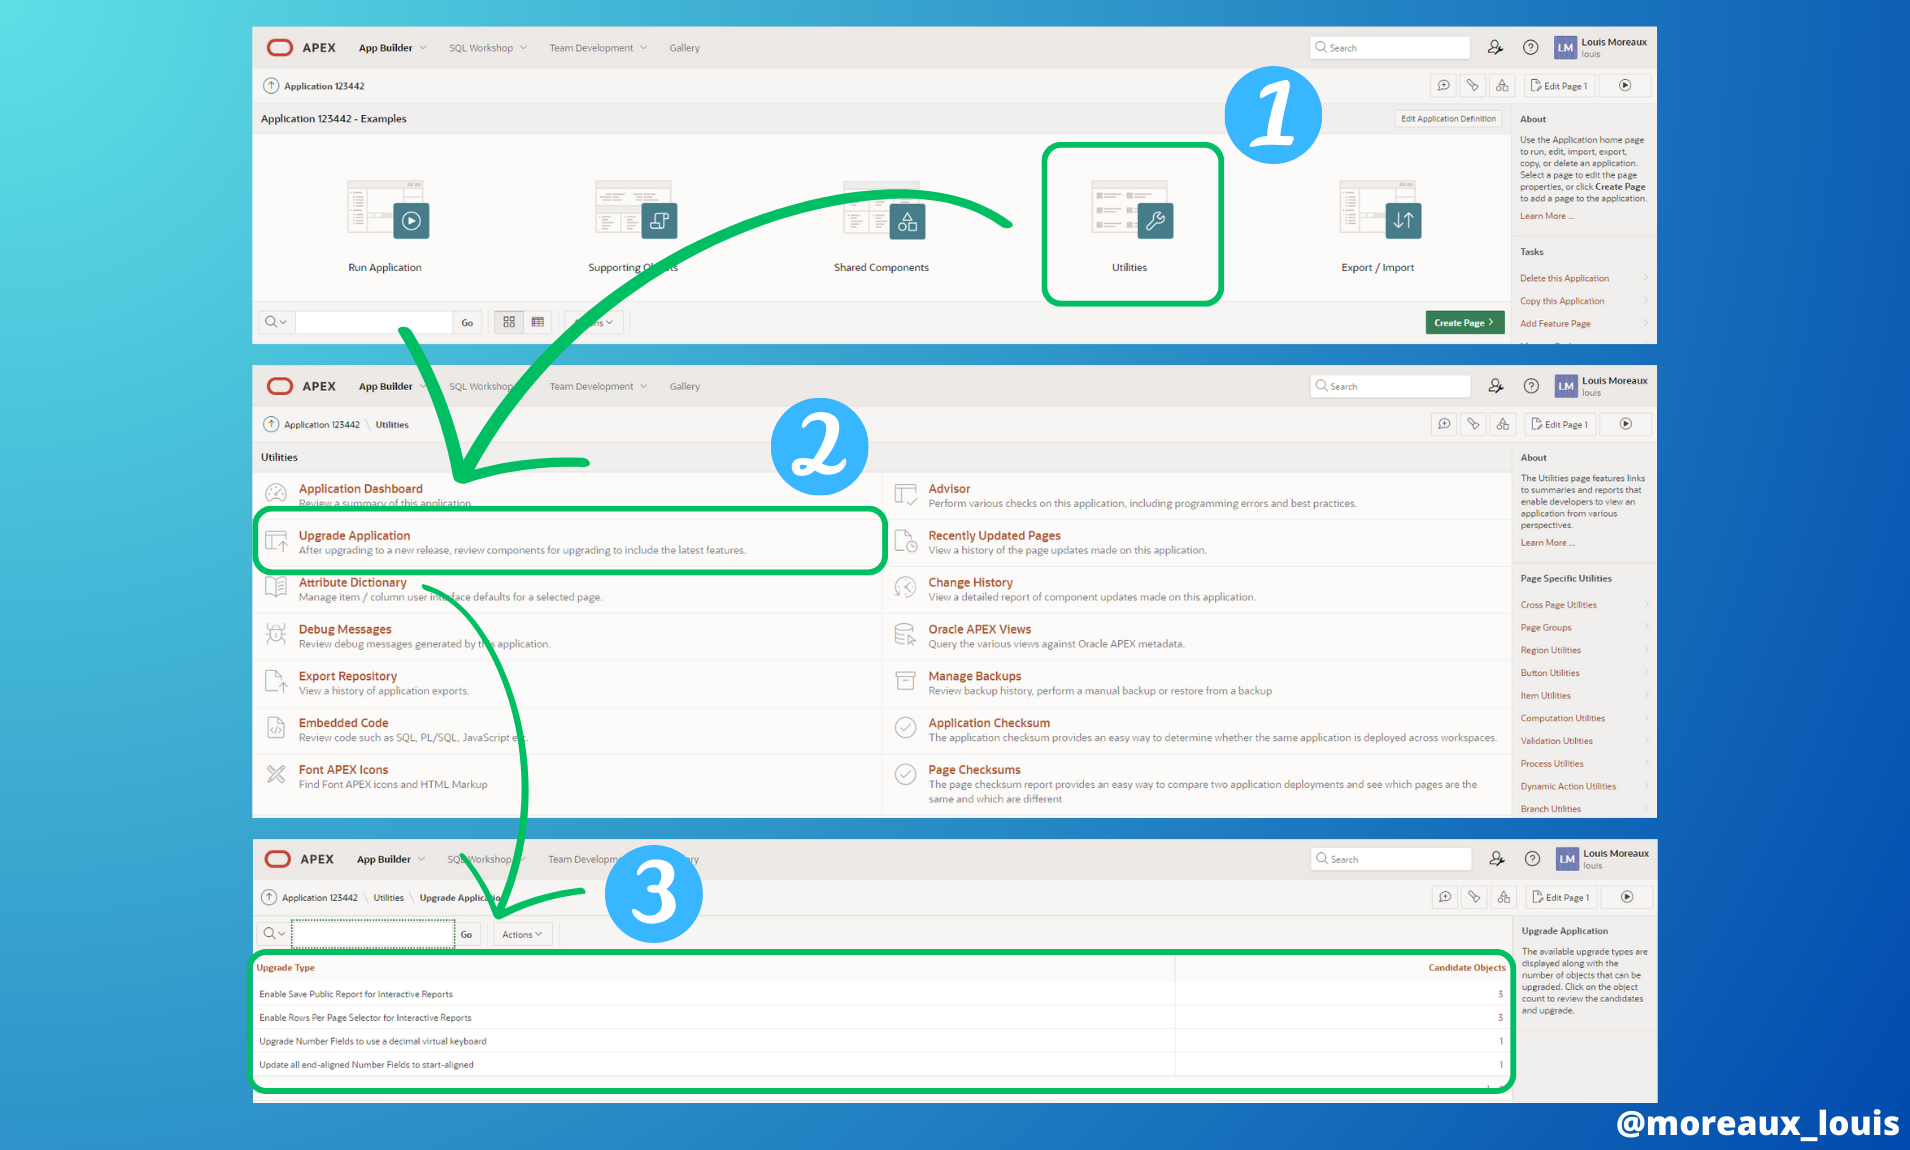 APEX App Builder SQL Workshop Team Development Gallery Search LM Louis Moreaux
louis
Application 123442 Edit Page 1
Application 123442 - Examples Edit Application Definition
1
Run Application Supporting Shared Components Utilities Export / Import
Go Create Page
About
Use the Application home page
to run, edit, import, export,
copy, or delete an application.
Select a page to edit the page
properties, or click Create Page
to add a page to the application.
Learn More ...
Tasks
Delete this Application
Copy this Application
Add Feature Page
APEX App Builder SQL Workshop Team Development Gallery Search LM Louis Moreaux
louis
Application 123442 \ Utilities Edit Page 1
Utilities
2
Application Dashboard
Review a summary of this application.
Upgrade Application
After upgrading to a new release, review components for upgrading to include the latest features.
Attribute Dictionary
Manage item / column user interface defaults for a selected page.
Debug Messages
Review debug messages generated by this application.
Export Repository
View a history of application exports.
Embedded Code
Review code such as SQL, PL/SQL, JavaScript etc.
Font APEX Icons
Find Font APEX icons and HTML Markup
Advisor
Perform various checks on this application, including programming errors and best practices.
Recently Updated Pages
View a history of the page updates made on this application.
Change History
View a detailed report of component updates made on this application.
Oracle APEX Views
Query the various views against Oracle APEX metadata.
Manage Backups
Review backup history, perform a manual backup or restore from a backup
Application Checksum
The application checksum provides an easy way to determine whether the same application is deployed across workspaces.
Page Checksums
The page checksum report provides an easy way to compare two application deployments and see which pages are the
same and which are different
About
The Utilities page features links
to summaries and reports that
enable developers to view an
application from various
perspectives.
Learn More ...
Page Specific Utilities
Cross Page Utilities
Page Groups
Region Utilities
Button Utilities
Item Utilities
Computation Utilities
Validation Utilities
Process Utilities
Dynamic Action Utilities
Branch Utilities
APEX App Builder SQL Workshop Team Search LM Louis Moreaux
louis
Application 123442 \ Utilities \ Upgrade Application Edit Page 1
3
Go Actions
Upgrade Type Candidate Objects
Enable Save Public Report for Interactive Reports 3
Enable Rows Per Page Selector for Interactive Reports 3
Upgrade Number Fields to use a decimal virtual keyboard 1
Update all end-aligned Number Fields to start-aligned 1
Upgrade Application
The available upgrade types are
displayed along with the
number of objects that can be
upgraded. Click on the object
count to review the candidates
and upgrade.
@moreaux_louis